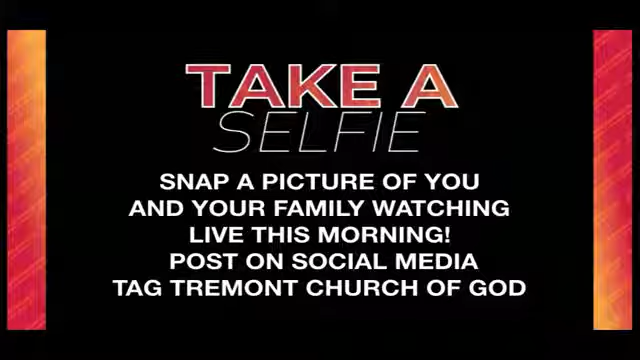 TAKE A
SELFIE
SNAP A PICTURE OF YOU
AND YOUR FAMILY WATCHING
LIVE THIS MORNING!
POST ON SOCIAL MEDIA
TAG TREMONT CHURCH OF GOD